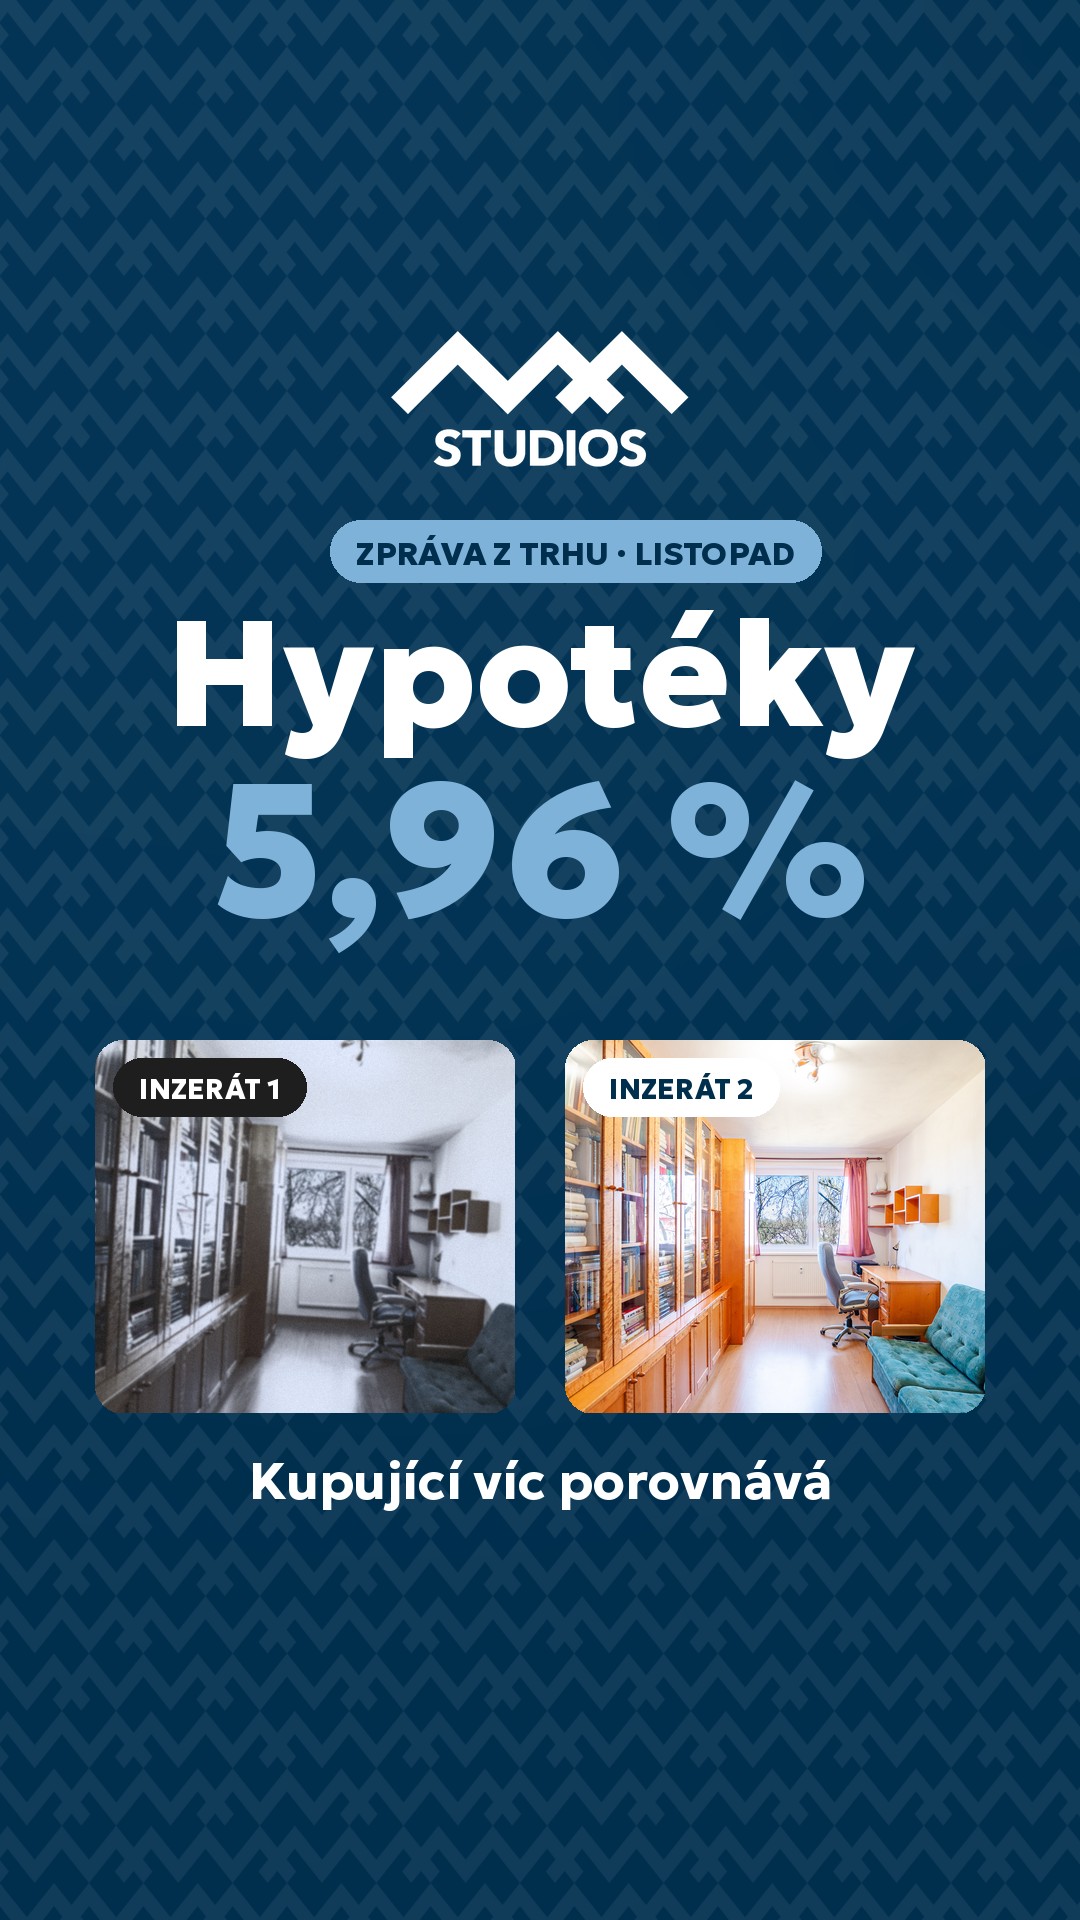 STUDIOS
ZPRÁVA Z TRHU · LISTOPAD
Hypotéky
5,96 %
INZERÁT 1
INZERÁT 2
Kupující víc porovnává